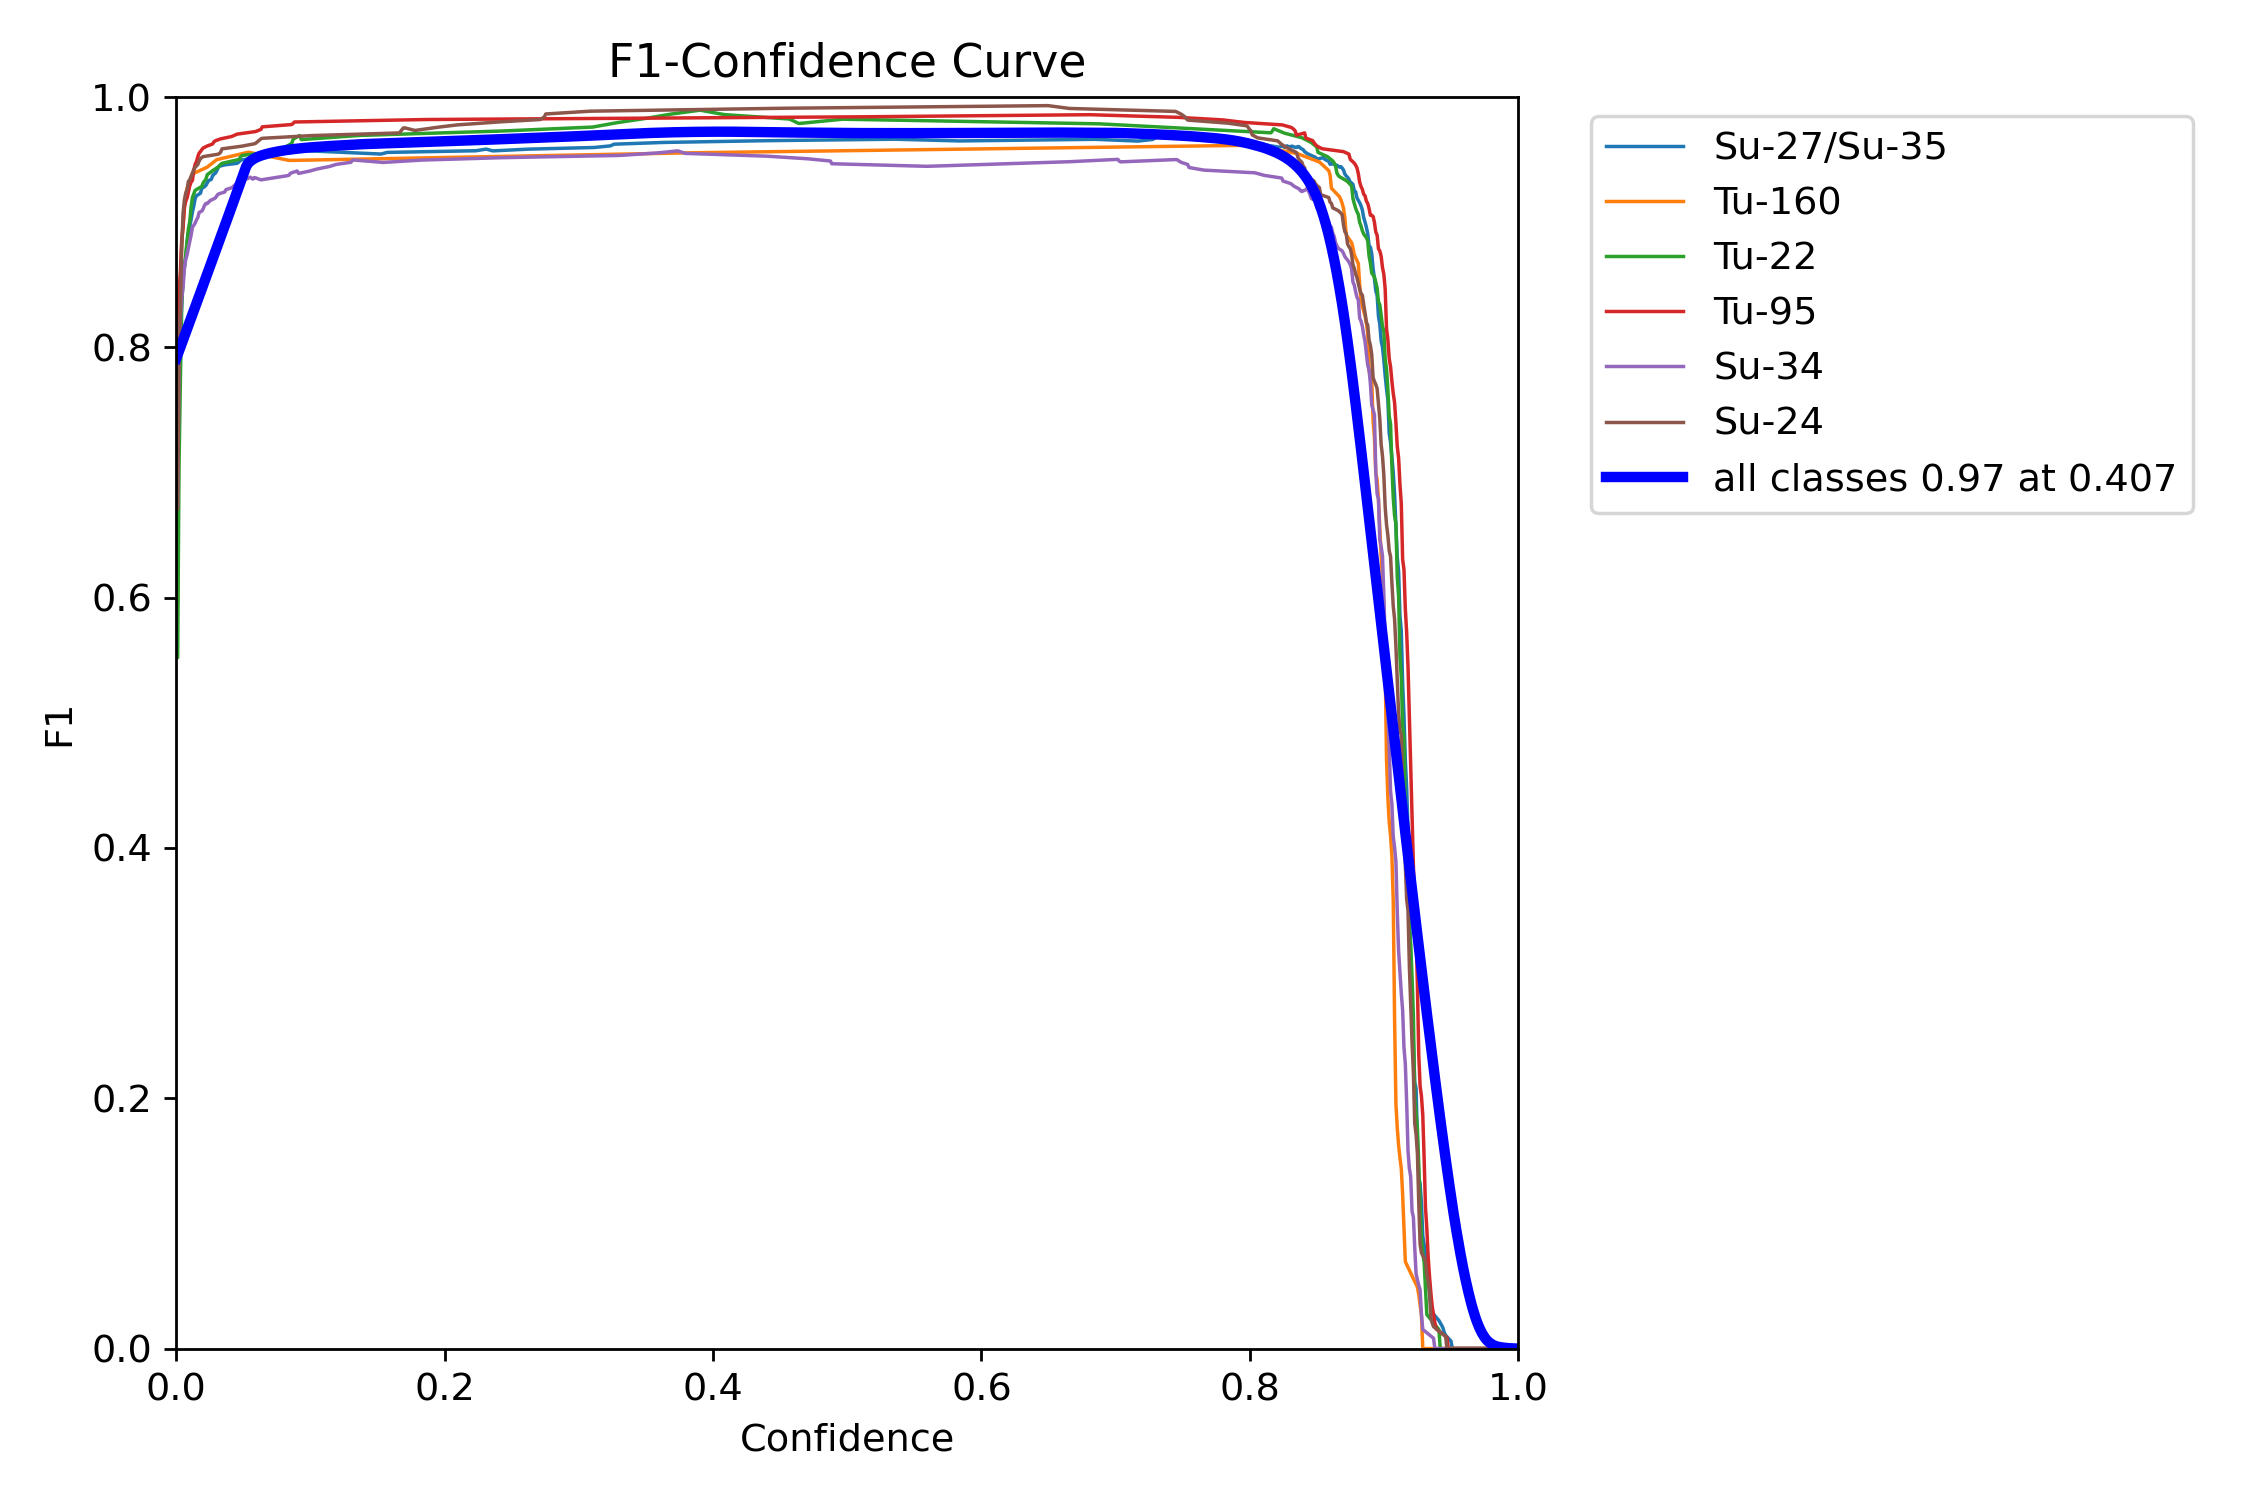 F1-Confidence Curve
1.0
0.8
0.6
0.4
0.2
0.0
F1
0.0 0.2 0.4 0.6 0.8 1.0
Confidence
Su-27/Su-35
Tu-160
Tu-22
Tu-95
Su-34
Su-24
all classes 0.97 at 0.407